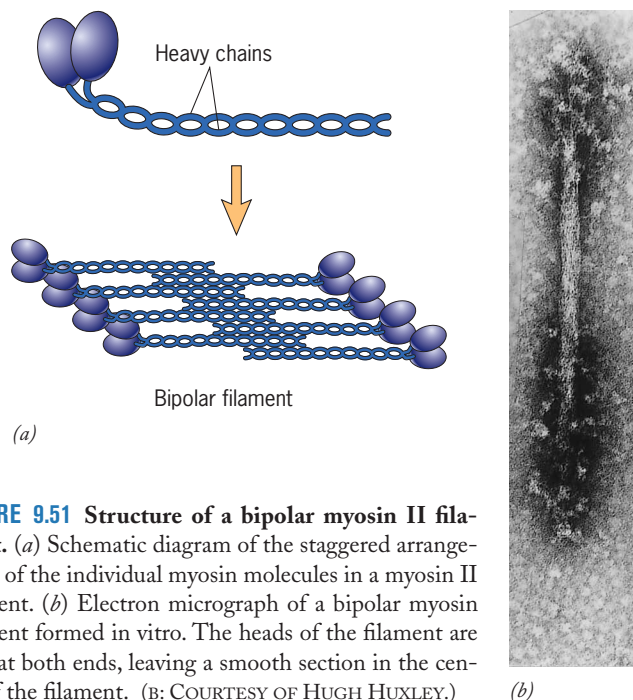 Heavy chains
Bipolar filament
(a)
RE 9.51 Structure of a bipolar myosin II fila-
t. (a) Schematic diagram of the staggered arrange-
of the individual myosin molecules in a myosin II
ent. (b) Electron micrograph of a bipolar myosin
ent formed in vitro. The heads of the filament are
at both ends, leaving a smooth section in the cen-
f the filament. (B: COURTESY OF HUGH HUXLEY.)
(b)